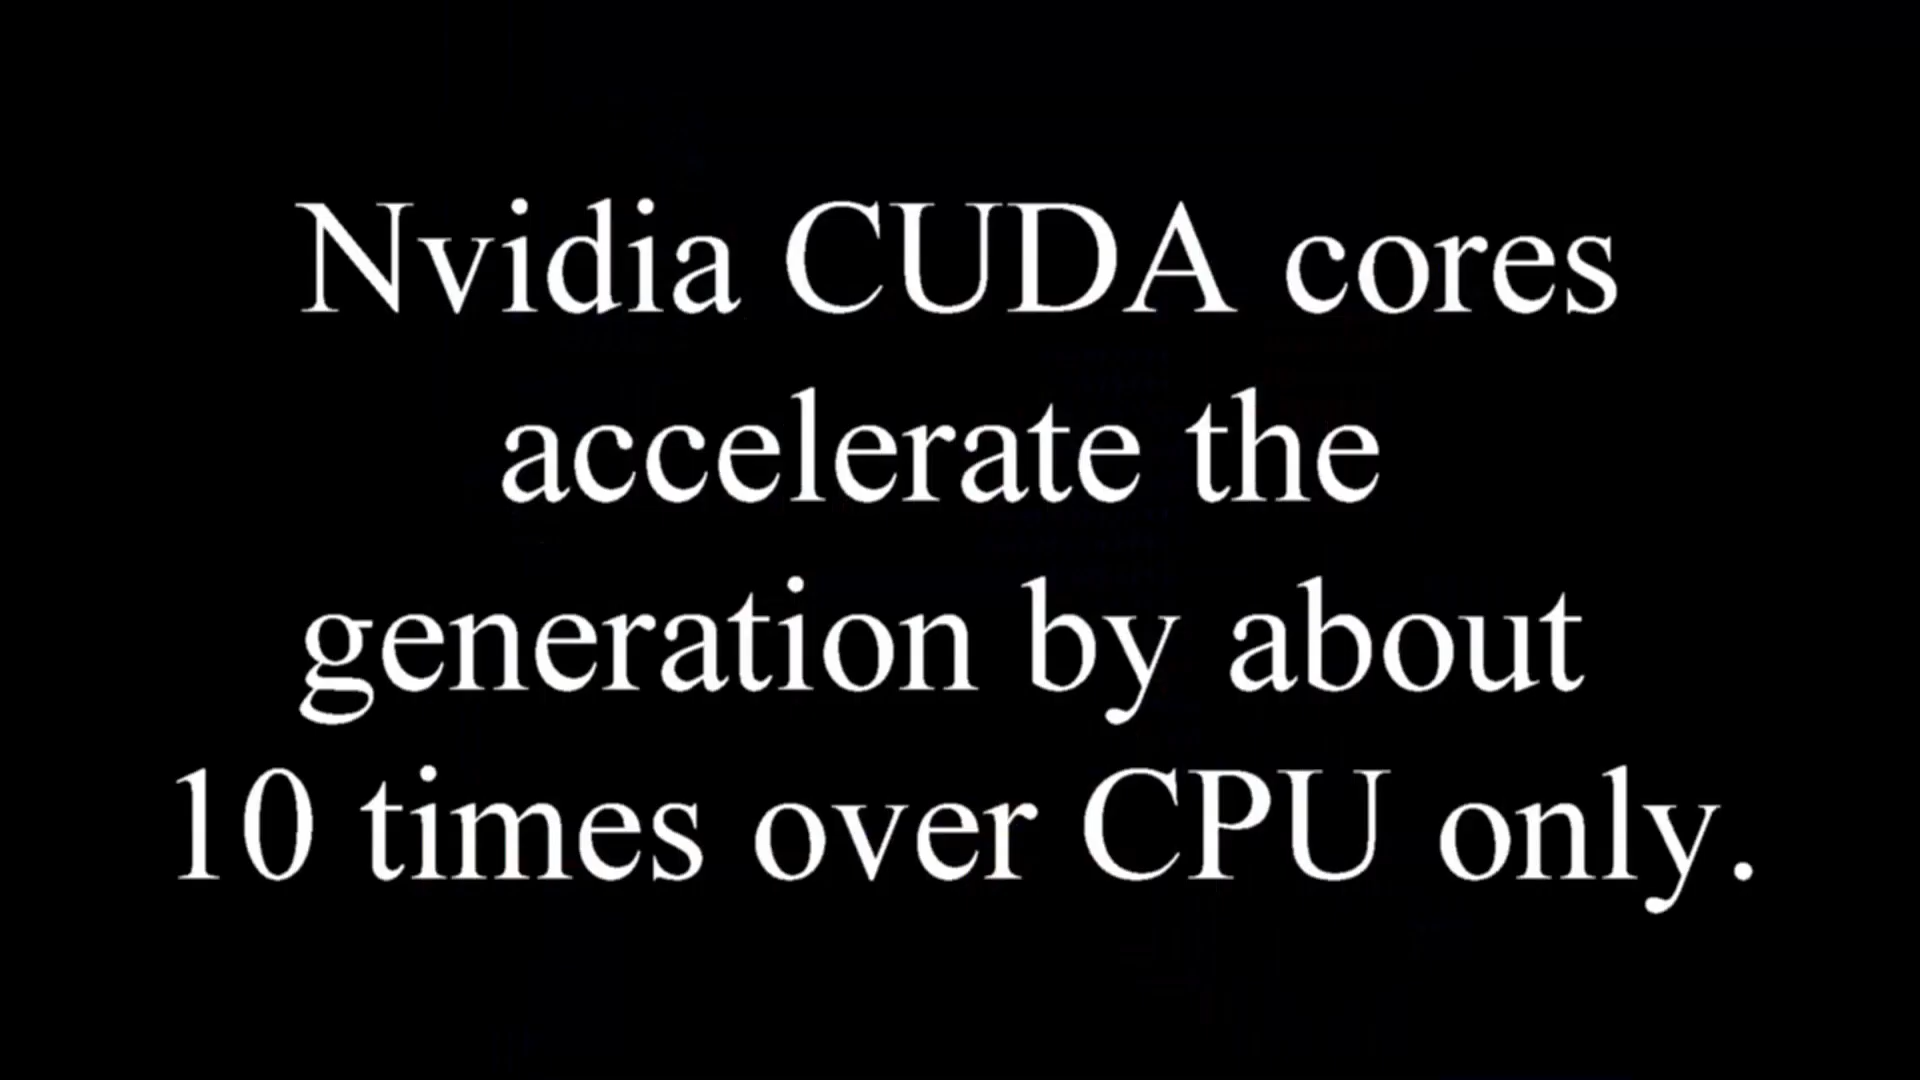 Nvidia CUDA cores
accelerate the
generation by about
10 times over CPU only.